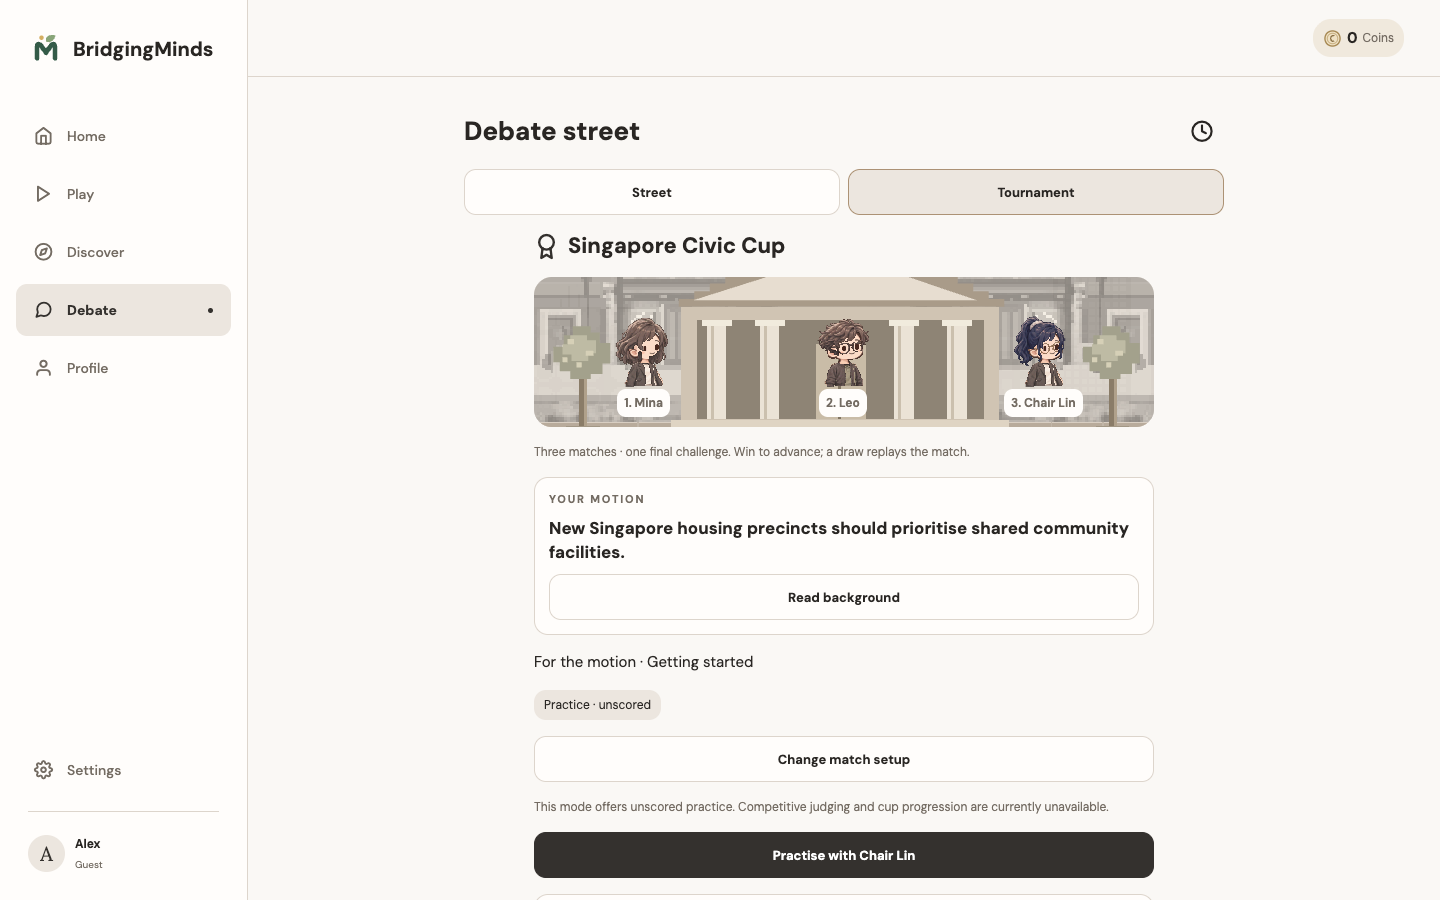 BridgingMinds
0 Coins
Home
Play
Discover
Debate
Profile
Settings
A
Alex
Guest
Debate street
Street
Tournament
Singapore Civic Cup
1. Mina
2. Leo
3. Chair Lin
Three matches · one final challenge. Win to advance; a draw replays the match.
YOUR MOTION
New Singapore housing precincts should prioritise shared community
facilities.
Read background
For the motion · Getting started
Practice · unscored
Change match setup
This mode offers unscored practice. Competitive judging and cup progression are currently unavailable.
Practise with Chair Lin